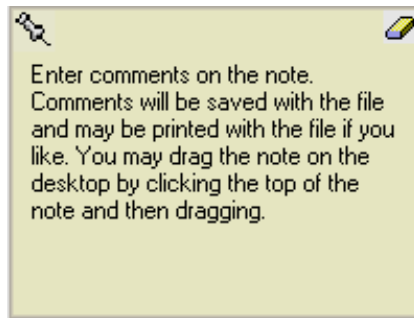 Enter comments on the note.
Comments will be saved with the file
and may be printed with the file if you
like. You may drag the note on the
desktop by clicking the top of the
note and then dragging.